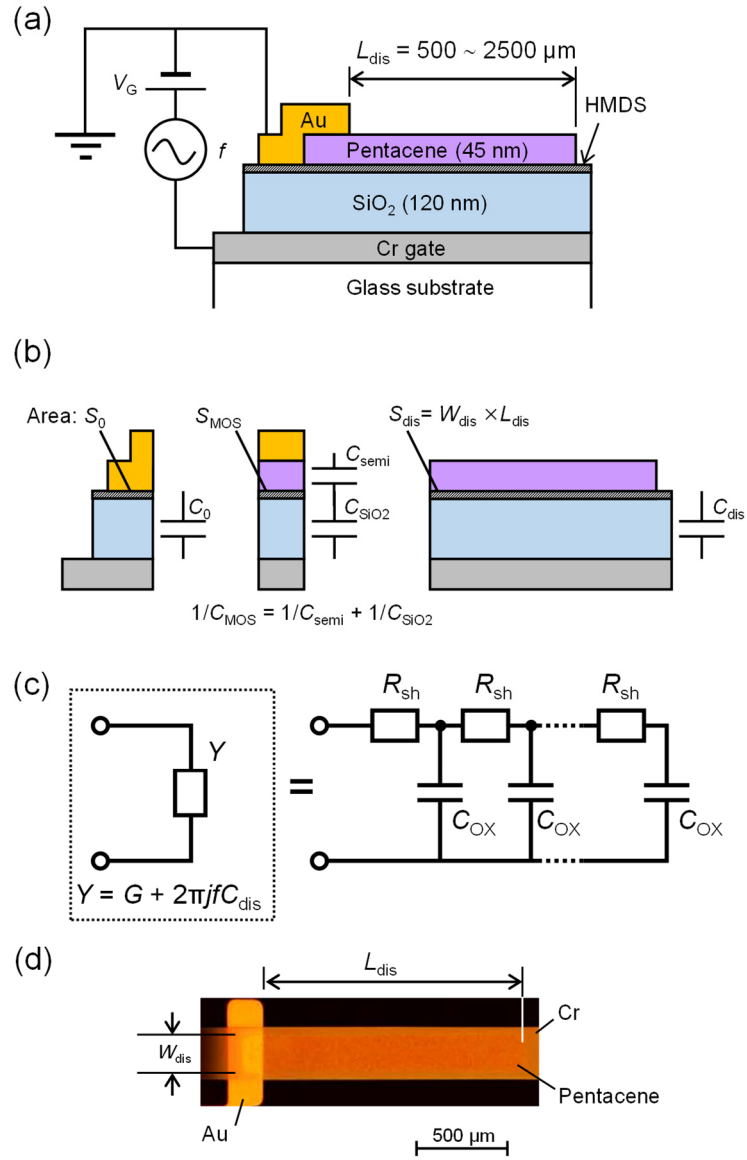 (a)
L_dis = 500 ~ 2500 µm
HMDS
V_G
Au
f
Pentacene (45 nm)
SiO₂ (120 nm)
Cr gate
Glass substrate
(b)
Area: S₀
S_MOS
S_dis = W_dis × L_dis
C_semi
C₀
C_SiO2
C_dis
1/C_MOS = 1/C_semi + 1/C_SiO2
(c)
R_sh R_sh R_sh
Y
=
C_OX C_OX C_OX
Y = G + 2πjfC_dis
(d)
L_dis
Cr
W_dis
Pentacene
Au
500 µm